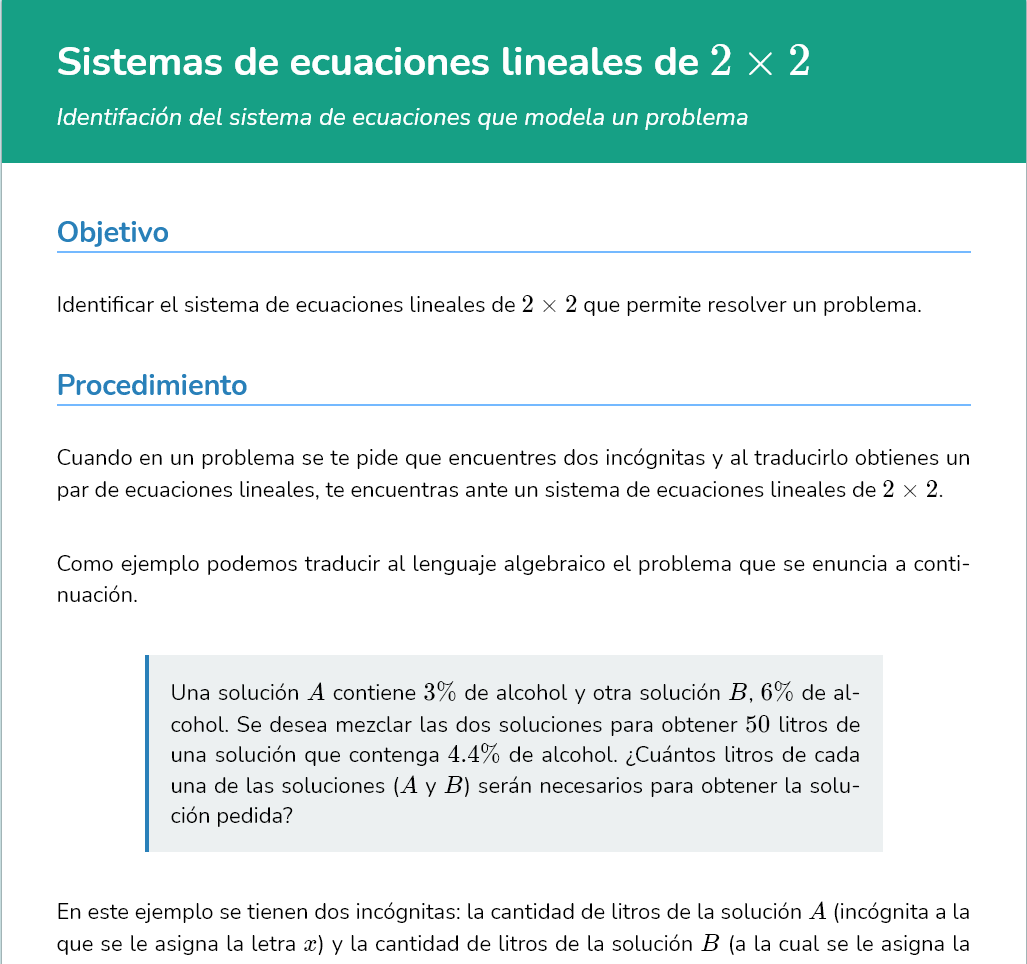 Sistemas de ecuaciones lineales de 2 × 2
Identifación del sistema de ecuaciones que modela un problema
Objetivo
Identificar el sistema de ecuaciones lineales de 2 × 2 que permite resolver un problema.
Procedimiento
Cuando en un problema se te pide que encuentres dos incógnitas y al traducirlo obtienes un
par de ecuaciones lineales, te encuentras ante un sistema de ecuaciones lineales de 2 × 2.
Como ejemplo podemos traducir al lenguaje algebraico el problema que se enuncia a conti-
nuación.
Una solución A contiene 3% de alcohol y otra solución B, 6% de al-
cohol. Se desea mezclar las dos soluciones para obtener 50 litros de
una solución que contenga 4.4% de alcohol. ¿Cuántos litros de cada
una de las soluciones (A y B) serán necesarios para obtener la solu-
ción pedida?
En este ejemplo se tienen dos incógnitas: la cantidad de litros de la solución A (incógnita a la
que se le asigna la letra x) y la cantidad de litros de la solución B (a la cual se le asigna la